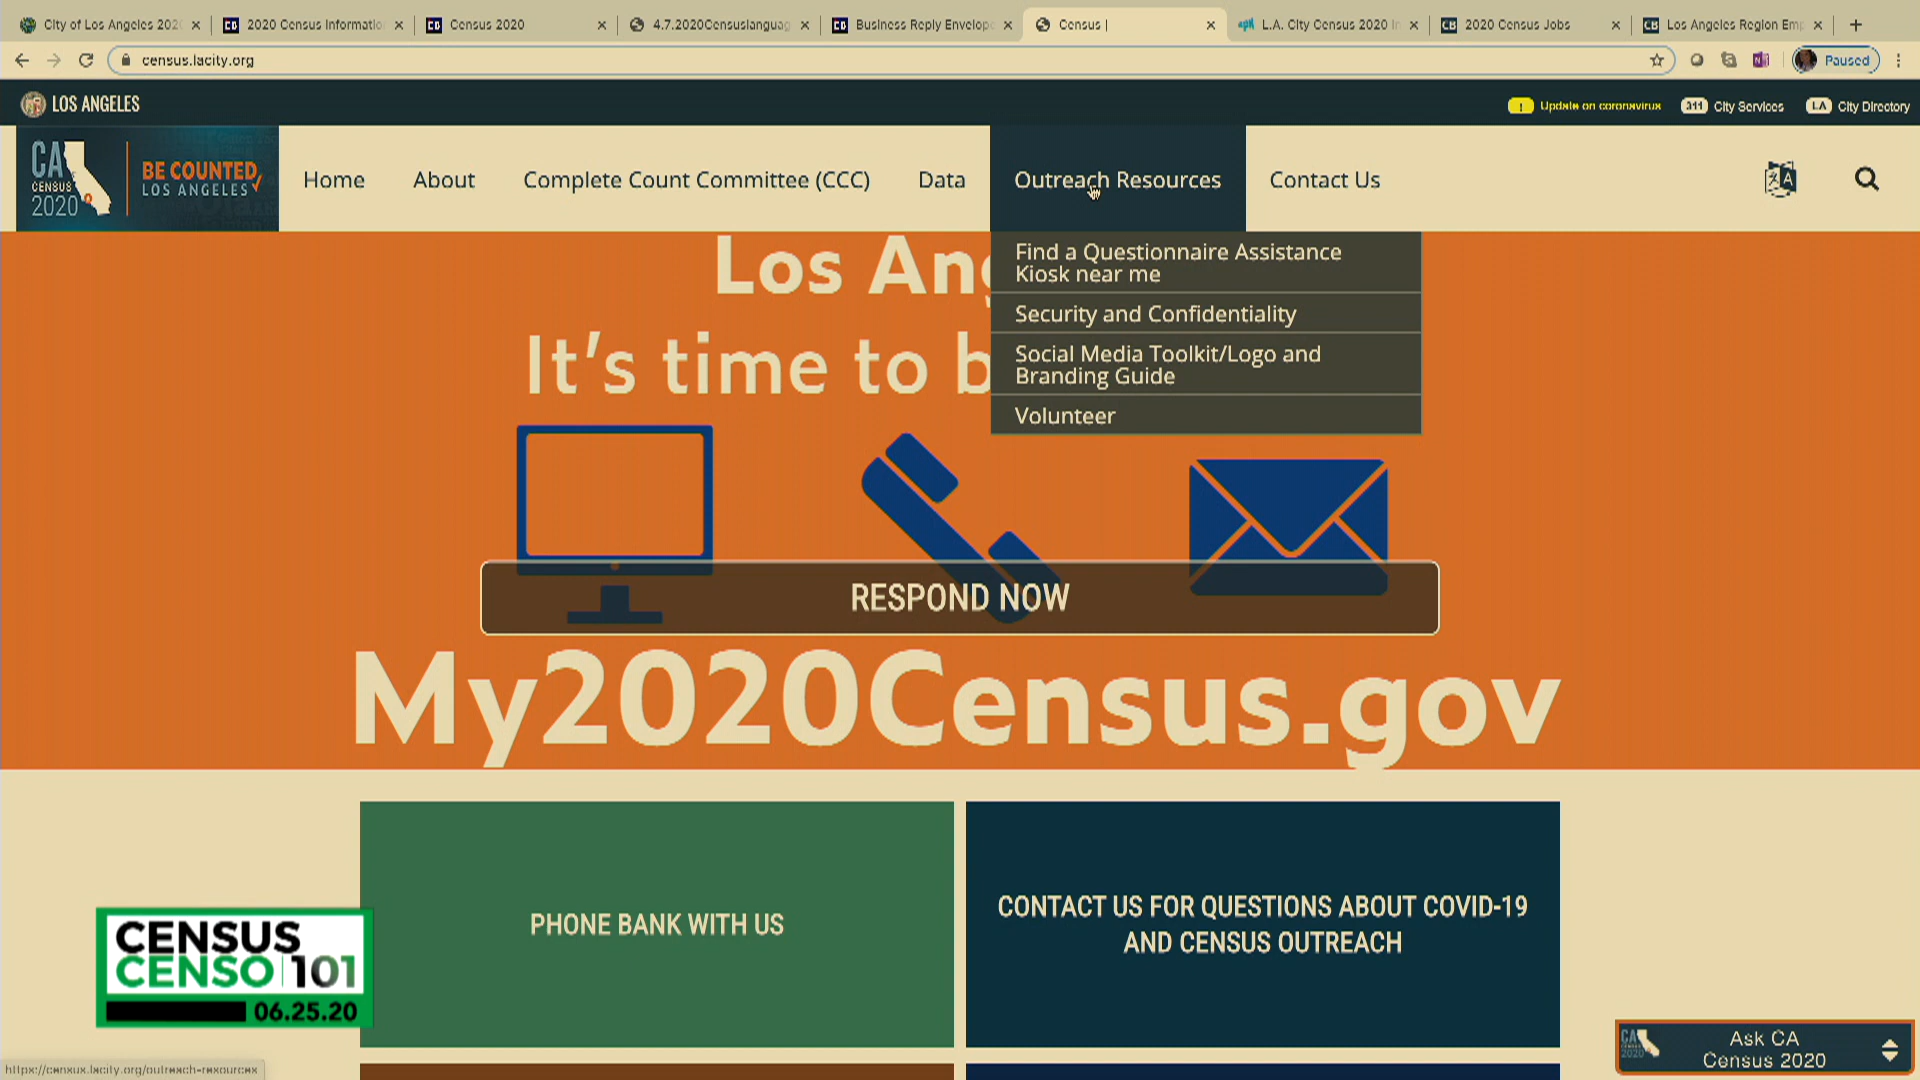 City of Los Angeles 202
2020 Census Informatio
Census 2020
4.7.2020Censuslanguag
Business Reply Envelope
Census |
L.A. City Census 2020 In
2020 Census Jobs
Los Angeles Region Emp
census.lacity.org
Paused
LOS ANGELES
! Update on coronavirus
311 City Services
LA City Directory
CA
CENSUS
2020
BE COUNTED
LOS ANGELES
Home
About
Complete Count Committee (CCC)
Data
Outreach Resources
Contact Us
Find a Questionnaire Assistance
Kiosk near me
Security and Confidentiality
Social Media Toolkit/Logo and
Branding Guide
Volunteer
Los An
It's time to b
RESPOND NOW
My2020Census.gov
PHONE BANK WITH US
CONTACT US FOR QUESTIONS ABOUT COVID-19
AND CENSUS OUTREACH
CENSUS
CENSO 101
06.25.20
Ask CA
Census 2020
https://census.lacity.org/outreach-resources